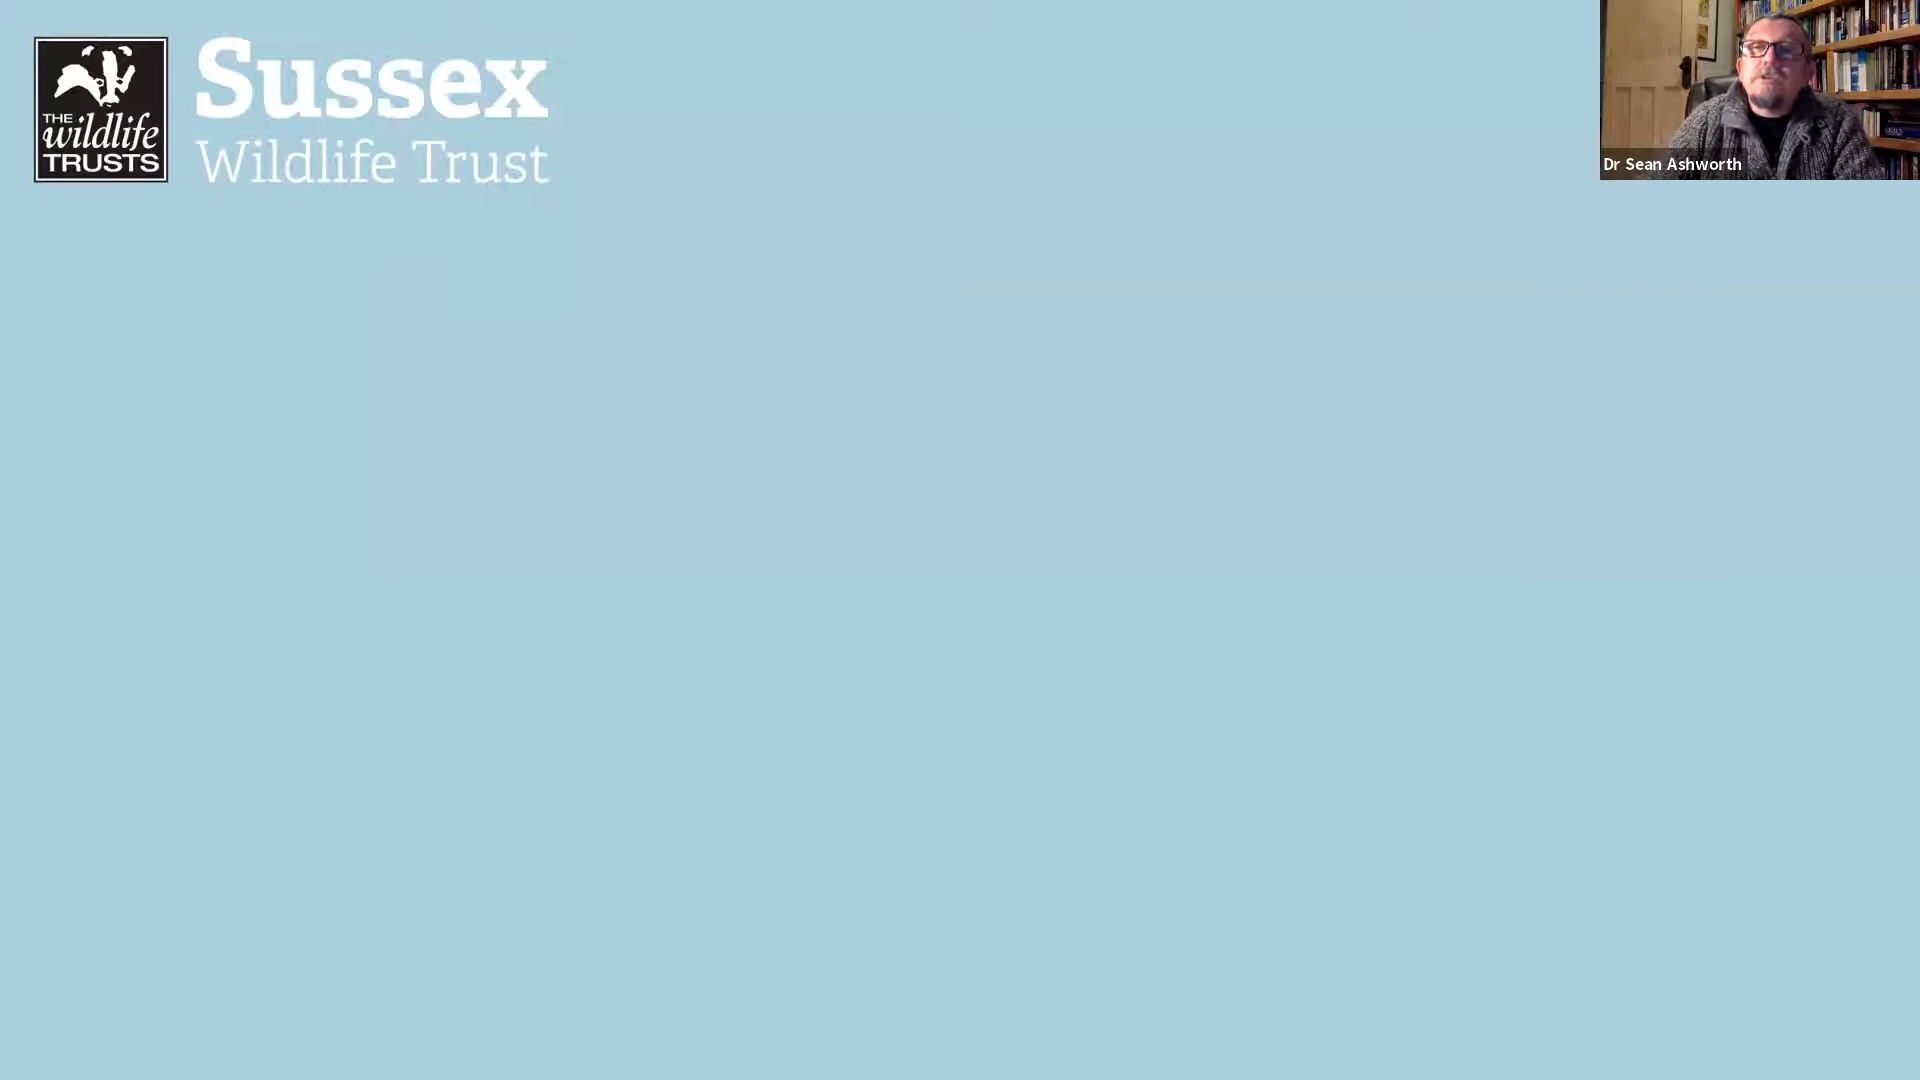 THE
wildlife
TRUSTS
Sussex
Wildlife Trust
Dr Sean Ashworth